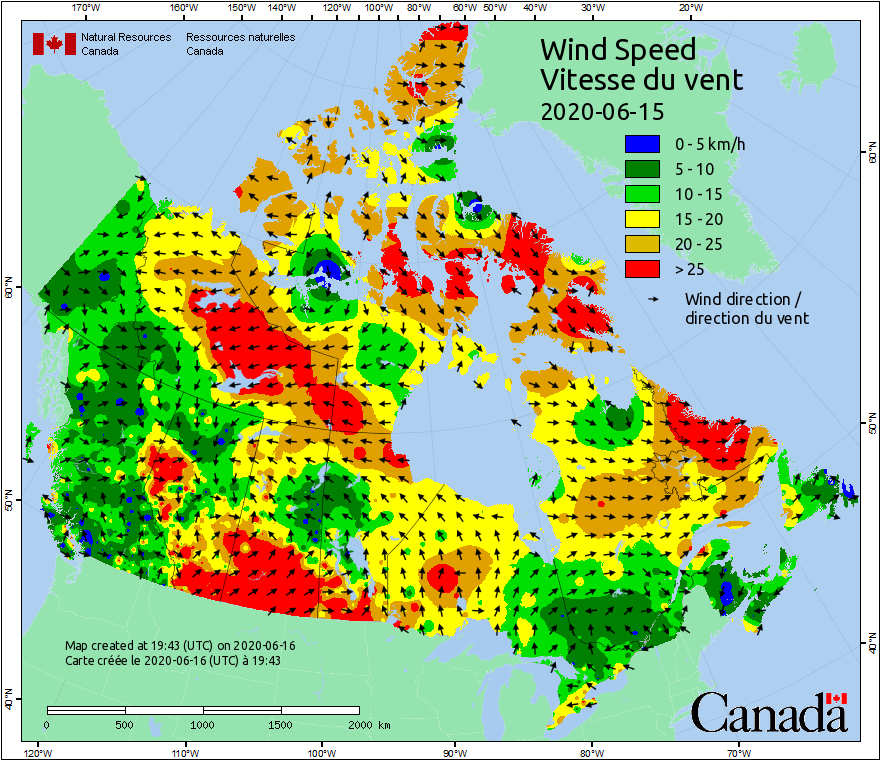 170°W 160°W 150°W 140°W 120°W 100°W 80°W 60°W 50°W 40°W 30°W 20°W
Natural Resources Ressources naturelles
Canada Canada
Wind Speed
Vitesse du vent
2020-06-15
0 - 5 km/h
5 - 10
10 - 15
15 - 20
20 - 25
> 25
Wind direction /
direction du vent
60°N
50°N
40°N
60°N
50°N
40°N
Map created at 19:43 (UTC) on 2020-06-16
Carte créée le 2020-06-16 (UTC) à 19:43
0 500 1000 1500 2000 km
Canada
120°W 110°W 100°W 90°W 80°W 70°W